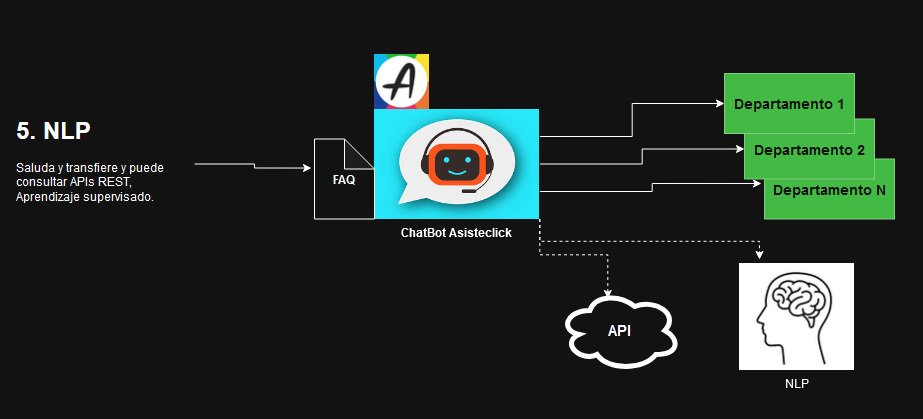 5. NLP
Saluda y transfiere y puede
consultar APIs REST,
Aprendizaje supervisado.
FAQ
A
ChatBot Asisteclick
Departamento 1
Departamento 2
Departamento N
API
NLP